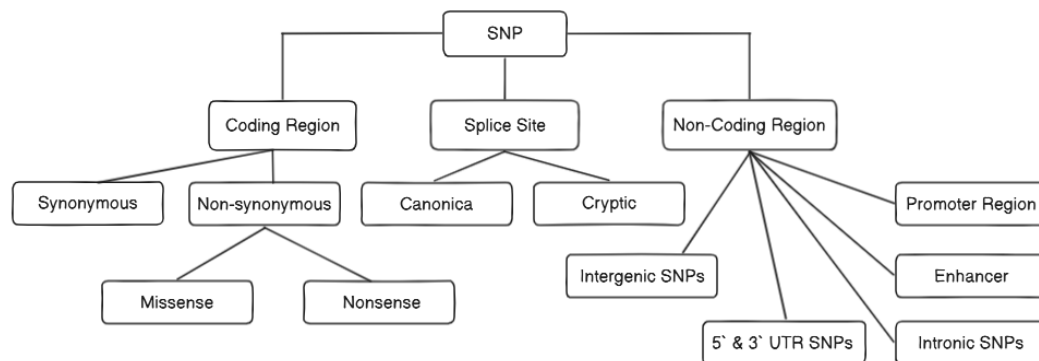 SNP
Coding Region
Splice Site
Non-Coding Region
Synonymous
Non-synonymous
Canonica
Cryptic
Promoter Region
Intergenic SNPs
Enhancer
Missense
Nonsense
5` & 3` UTR SNPs
Intronic SNPs